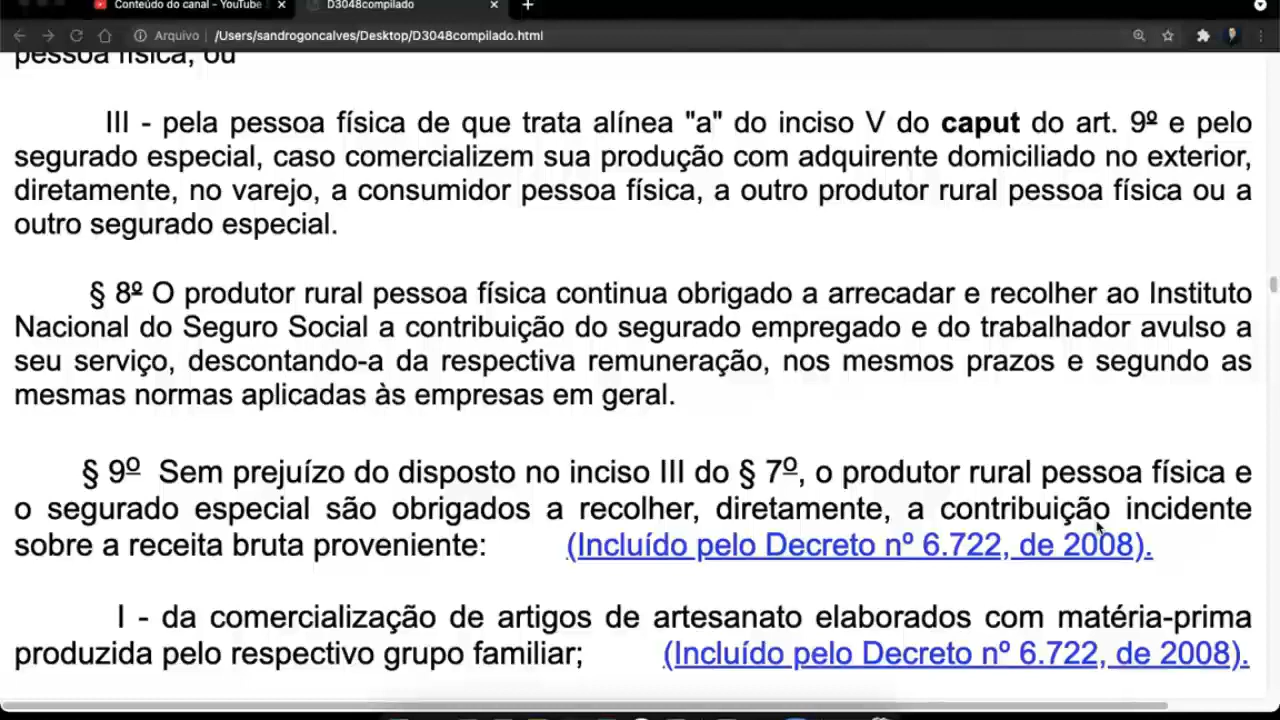 Conteúdo do canal - YouTube
D3048compilado
Arquivo | /Users/sandrogoncalves/Desktop/D3048compilado.html
pessoa física, ou
III - pela pessoa física de que trata alínea "a" do inciso V do caput do art. 9º e pelo
segurado especial, caso comercializem sua produção com adquirente domiciliado no exterior,
diretamente, no varejo, a consumidor pessoa física, a outro produtor rural pessoa física ou a
outro segurado especial.
§ 8º O produtor rural pessoa física continua obrigado a arrecadar e recolher ao Instituto
Nacional do Seguro Social a contribuição do segurado empregado e do trabalhador avulso a
seu serviço, descontando-a da respectiva remuneração, nos mesmos prazos e segundo as
mesmas normas aplicadas às empresas em geral.
§ 9º Sem prejuízo do disposto no inciso III do § 7º, o produtor rural pessoa física e
o segurado especial são obrigados a recolher, diretamente, a contribuição incidente
sobre a receita bruta proveniente: (Incluído pelo Decreto nº 6.722, de 2008).
I - da comercialização de artigos de artesanato elaborados com matéria-prima
produzida pelo respectivo grupo familiar; (Incluído pelo Decreto nº 6.722, de 2008).